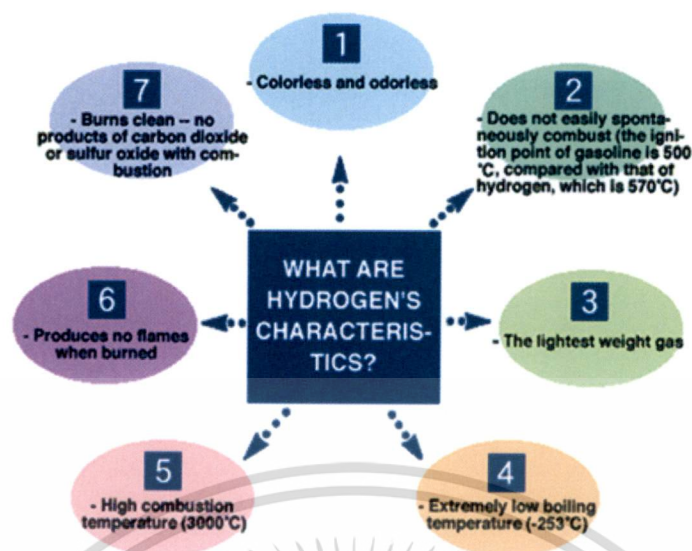 WHAT ARE
HYDROGEN'S
CHARACTERIS-
TICS?
1
- Colorless and odorless
2
- Does not easily sponta-
neously combust (the igni-
tion point of gasoline is 500
°C, compared with that of
hydrogen, which is 570°C)
3
- The lightest weight gas
4
- Extremely low boiling
temperature (-253°C)
5
- High combustion
temperature (3000°C)
6
- Produces no flames
when burned
7
- Burns clean -- no
products of carbon dioxide
or sulfur oxide with com-
bustion